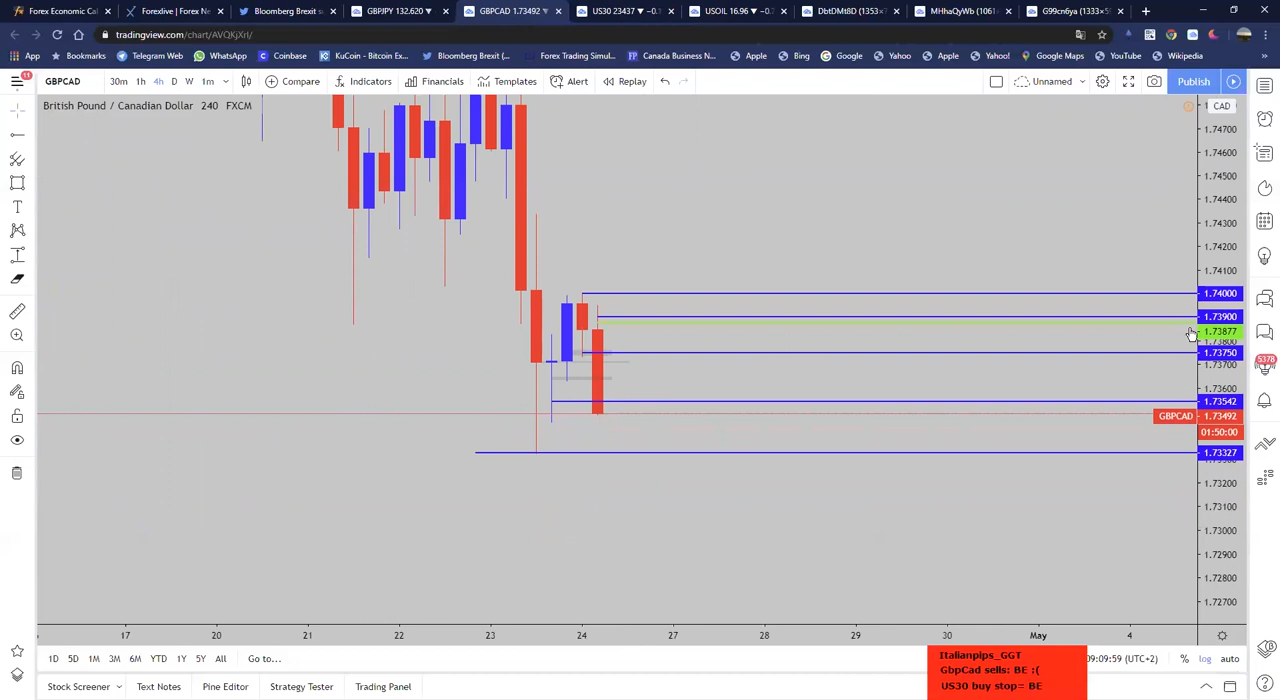 Forex Economic Cal
Forexlive | Forex Ne
Bloomberg Brexit
GBPJPY 132.620
GBPCAD 1.73492
US30 23437
USOIL 16.96
DbtDMt8D (1353×
MHhaQyWb (1061
G99cn6ya (1333×
tradingview.com/chart/AVQKjXrl/
App
Bookmarks
Telegram Web
WhatsApp
Coinbase
KuCoin - Bitcoin Ex...
Bloomberg Brexit (...
Forex Trading Simul...
Canada Business N...
Apple
Bing
Google
Yahoo
Apple
Yahoo!
Google Maps
YouTube
Wikipedia
11
GBPCAD
30m 1h 4h D W 1m
Compare
Indicators
Financials
Templates
Alert
Replay
Unnamed
Publish
British Pound / Canadian Dollar 240 FXCM
CAD
1.74700
1.74600
1.74500
1.74400
1.74300
1.74200
1.74100
1.74000
1.73900
1.73877
1.73800
1.73750
1.73700
1.73600
1.73542
GBPCAD 1.73492
01:50:00
1.73327
1.73200
1.73100
1.73000
1.72900
1.72800
1.72700
5378
17 20 21 22 23 24 27 28 29 30 May 4
1D 5D 1M 3M 6M YTD 1Y 5Y All Go to...
09:09:59 (UTC+2) % log auto
Italianpips_GGT
GbpCad sells: BE :(
US30 buy stop= BE
Stock Screener
Text Notes
Pine Editor
Strategy Tester
Trading Panel